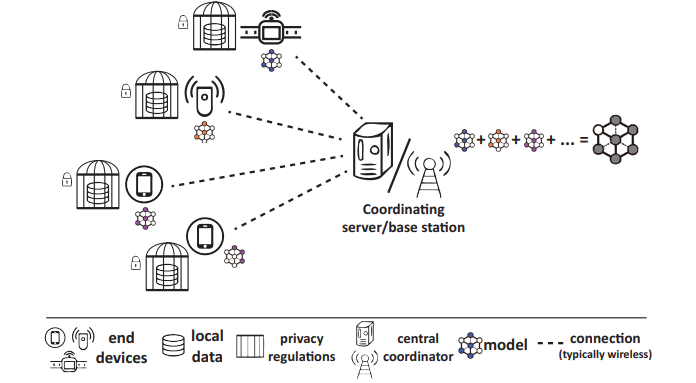 + + + ... =
Coordinating
server/base station
end
devices
local
data
privacy
regulations
central
coordinator
model
connection
(typically wireless)